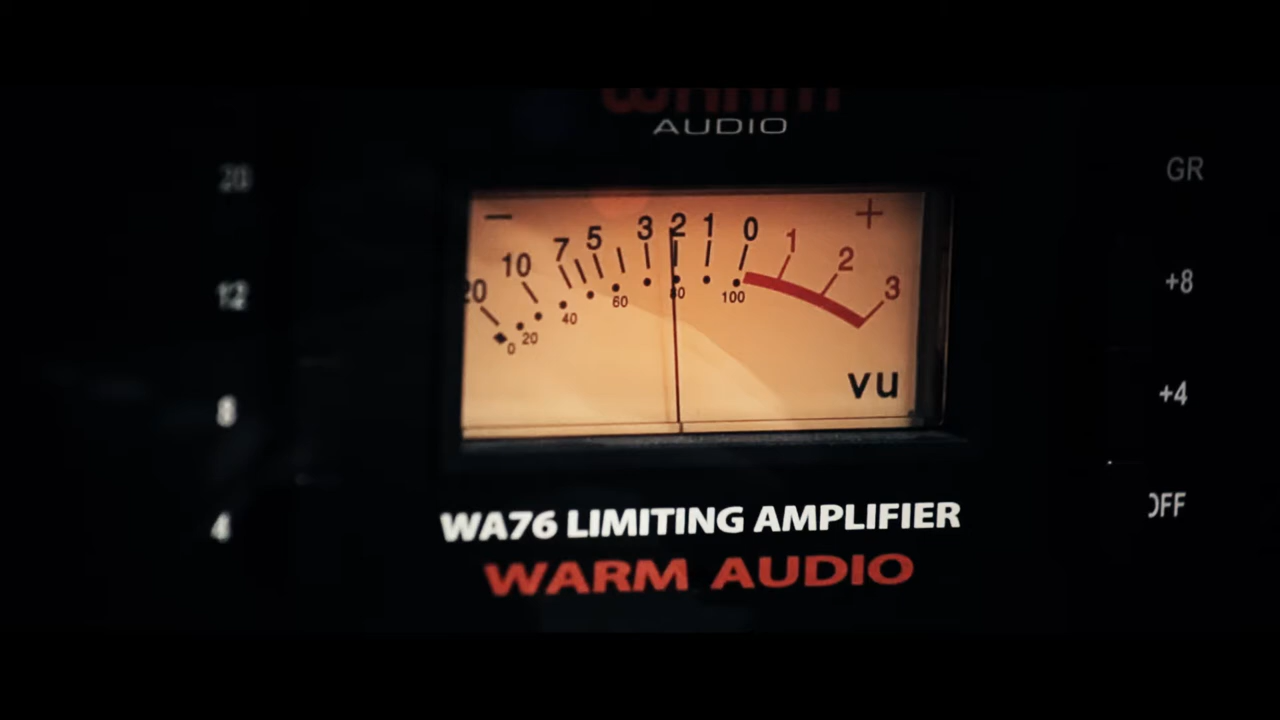 WARM
AUDIO
20
12
8
4
− +
20 10 7 5 3 2 1 0 1 2 3
0 20 40 60 80 100
VU
GR
+8
+4
OFF
WA76 LIMITING AMPLIFIER
WARM AUDIO